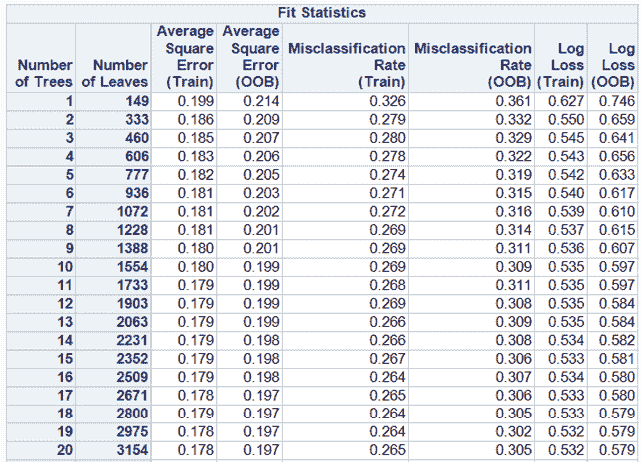 Fit Statistics
Average Average
Square Square Misclassification Misclassification Log Log
Number Number Error Error Rate Rate Loss Loss
of Trees of Leaves (Train) (OOB) (Train) (OOB) (Train) (OOB)
1 149 0.199 0.214 0.326 0.361 0.627 0.746
2 333 0.186 0.209 0.279 0.332 0.550 0.659
3 460 0.185 0.207 0.280 0.329 0.545 0.641
4 606 0.183 0.206 0.278 0.322 0.543 0.656
5 777 0.182 0.205 0.274 0.319 0.542 0.633
6 936 0.181 0.203 0.271 0.315 0.540 0.617
7 1072 0.181 0.202 0.272 0.316 0.539 0.610
8 1228 0.181 0.201 0.269 0.314 0.537 0.615
9 1388 0.180 0.201 0.269 0.311 0.536 0.607
10 1554 0.180 0.199 0.269 0.309 0.535 0.597
11 1733 0.179 0.199 0.268 0.311 0.535 0.597
12 1903 0.179 0.199 0.269 0.308 0.535 0.584
13 2063 0.179 0.199 0.266 0.309 0.535 0.584
14 2231 0.179 0.198 0.266 0.308 0.534 0.582
15 2352 0.179 0.198 0.267 0.306 0.533 0.581
16 2509 0.179 0.198 0.264 0.307 0.534 0.580
17 2671 0.178 0.197 0.265 0.306 0.533 0.580
18 2800 0.179 0.197 0.264 0.305 0.533 0.579
19 2975 0.178 0.197 0.264 0.302 0.532 0.579
20 3154 0.178 0.197 0.265 0.305 0.532 0.579